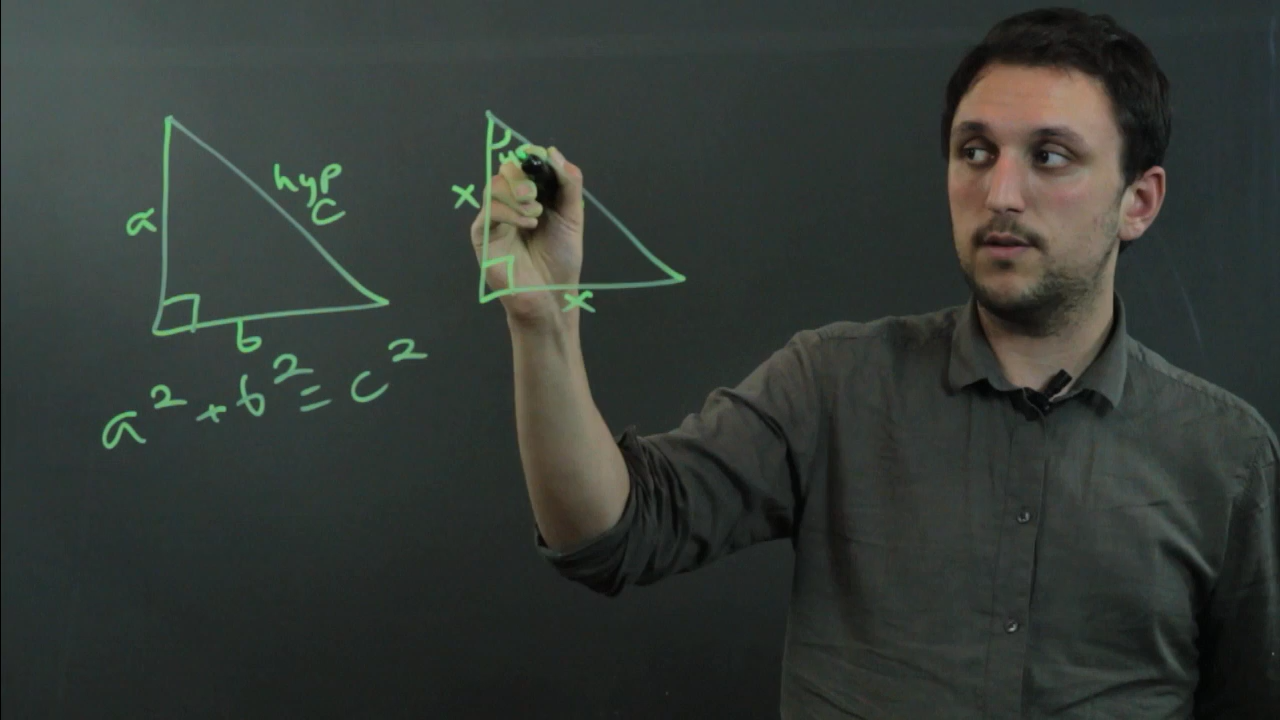 a
hyp
c
b
a² + b² = c²
x
x